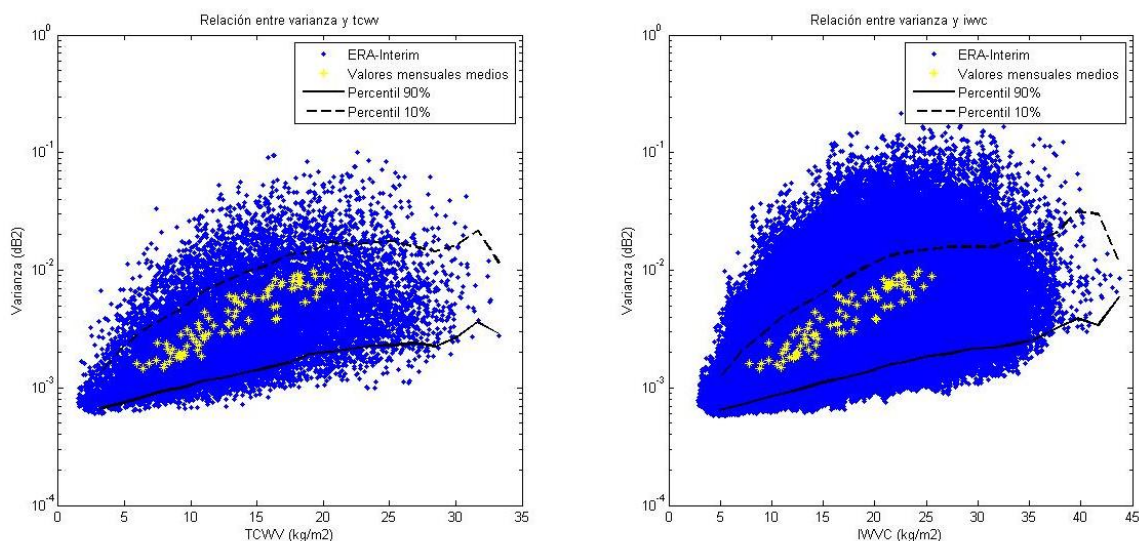 Relación entre varianza y tcwv
10^0
10^-1
10^-2
10^-3
10^-4
Varianza (dB2)
ERA-Interim
Valores mensuales medios
Percentil 90%
Percentil 10%
0 5 10 15 20 25 30 35
TCWV (kg/m2)
Relación entre varianza y iwvc
10^0
10^-1
10^-2
10^-3
10^-4
Varianza (dB2)
ERA-Interim
Valores mensuales medios
Percentil 90%
Percentil 10%
0 5 10 15 20 25 30 35 40 45
IWVC (kg/m2)